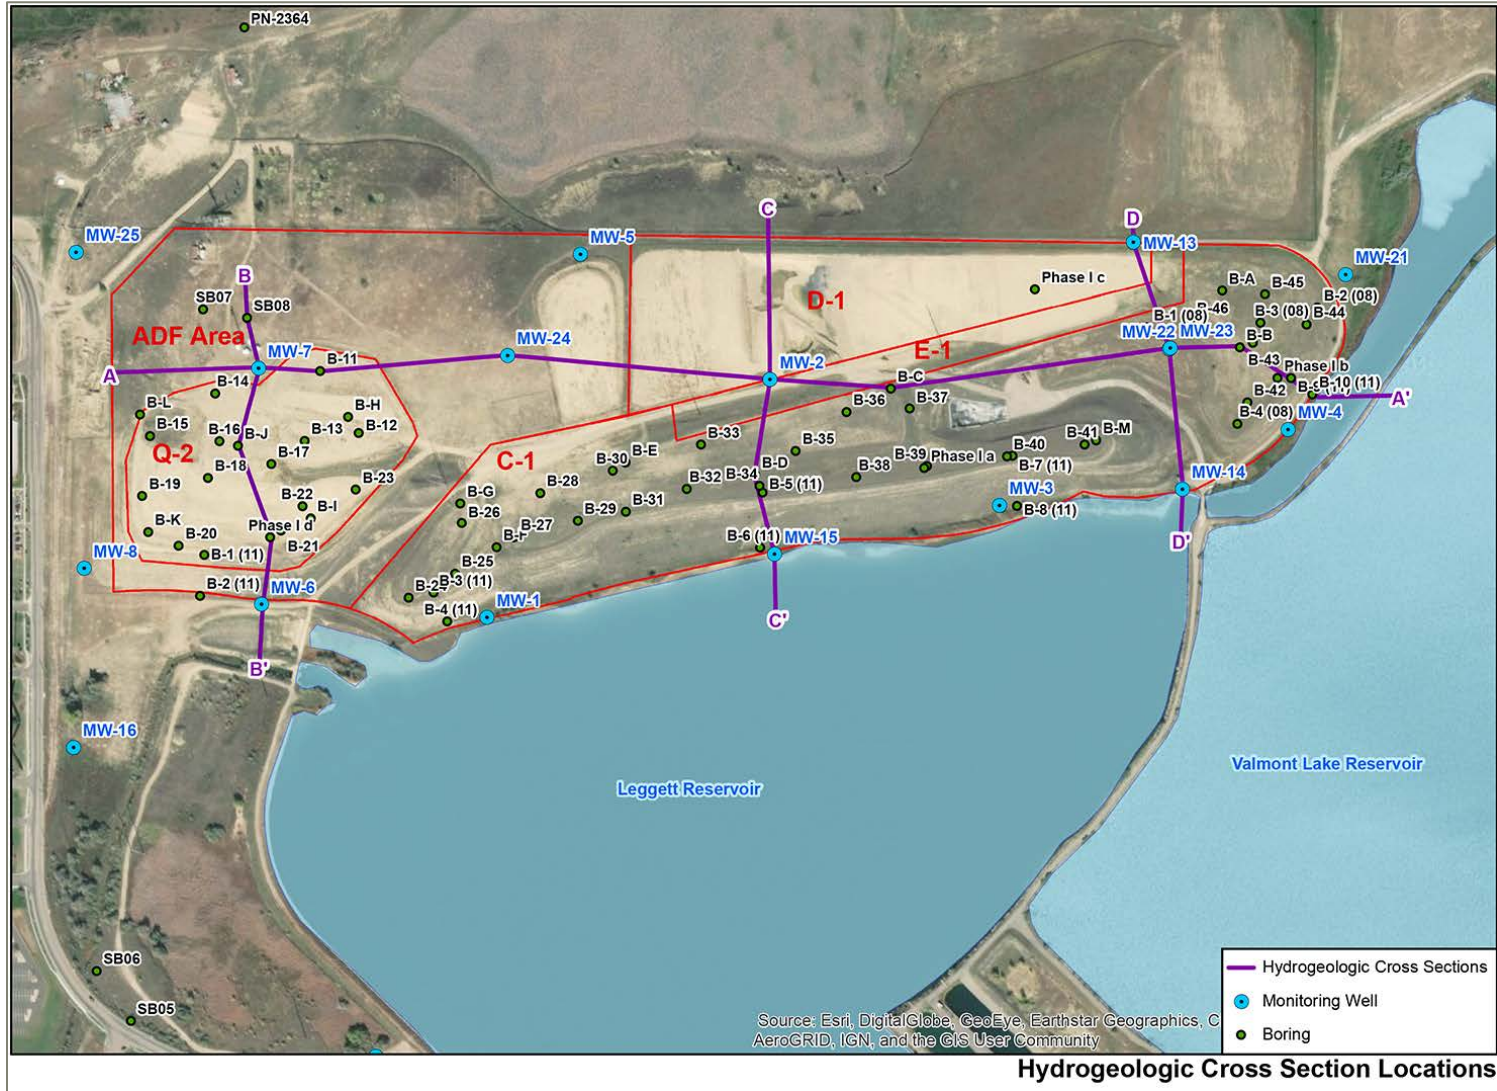 PN-2364
MW-25
MW-5
C
D
MW-13
MW-21
B
SB07
SB08
ADF Area
D-1
Phase I c
B-A
B-45
B-2 (08)
B-46
B-1 (08)
B-3 (08)
B-44
MW-22
MW-23
B-B
E-1
MW-24
MW-7
B-11
A
MW-2
B-43
Phase I b
B-C
B-10 (11)
A'
B-14
B-42
B-4 (08)
MW-4
B-L
B-H
B-36
B-37
B-15
B-16
B-J
B-13
B-12
Q-2
B-17
B-18
C-1
B-30
B-E
B-33
B-35
B-41
B-M
B-40
B-39
Phase I a
B-7 (11)
B-D
B-34
B-38
B-5 (11)
B-19
B-23
B-22
B-I
B-G
B-26
B-28
B-32
B-31
B-29
MW-3
B-8 (11)
MW-14
B-K
B-20
Phase I d
B-21
B-1 (11)
B-27
B-F
B-6 (11)
MW-15
D'
MW-8
B-25
B-24
B-3 (11)
B-2 (11)
MW-6
B-4 (11)
MW-1
C'
B'
MW-16
Leggett Reservoir
Valmont Lake Reservoir
SB06
SB05
Hydrogeologic Cross Sections
Monitoring Well
Boring
Source: Esri, DigitalGlobe, GeoEye, Earthstar Geographics, C
AeroGRID, IGN, and the GIS User Community
Hydrogeologic Cross Section Locations